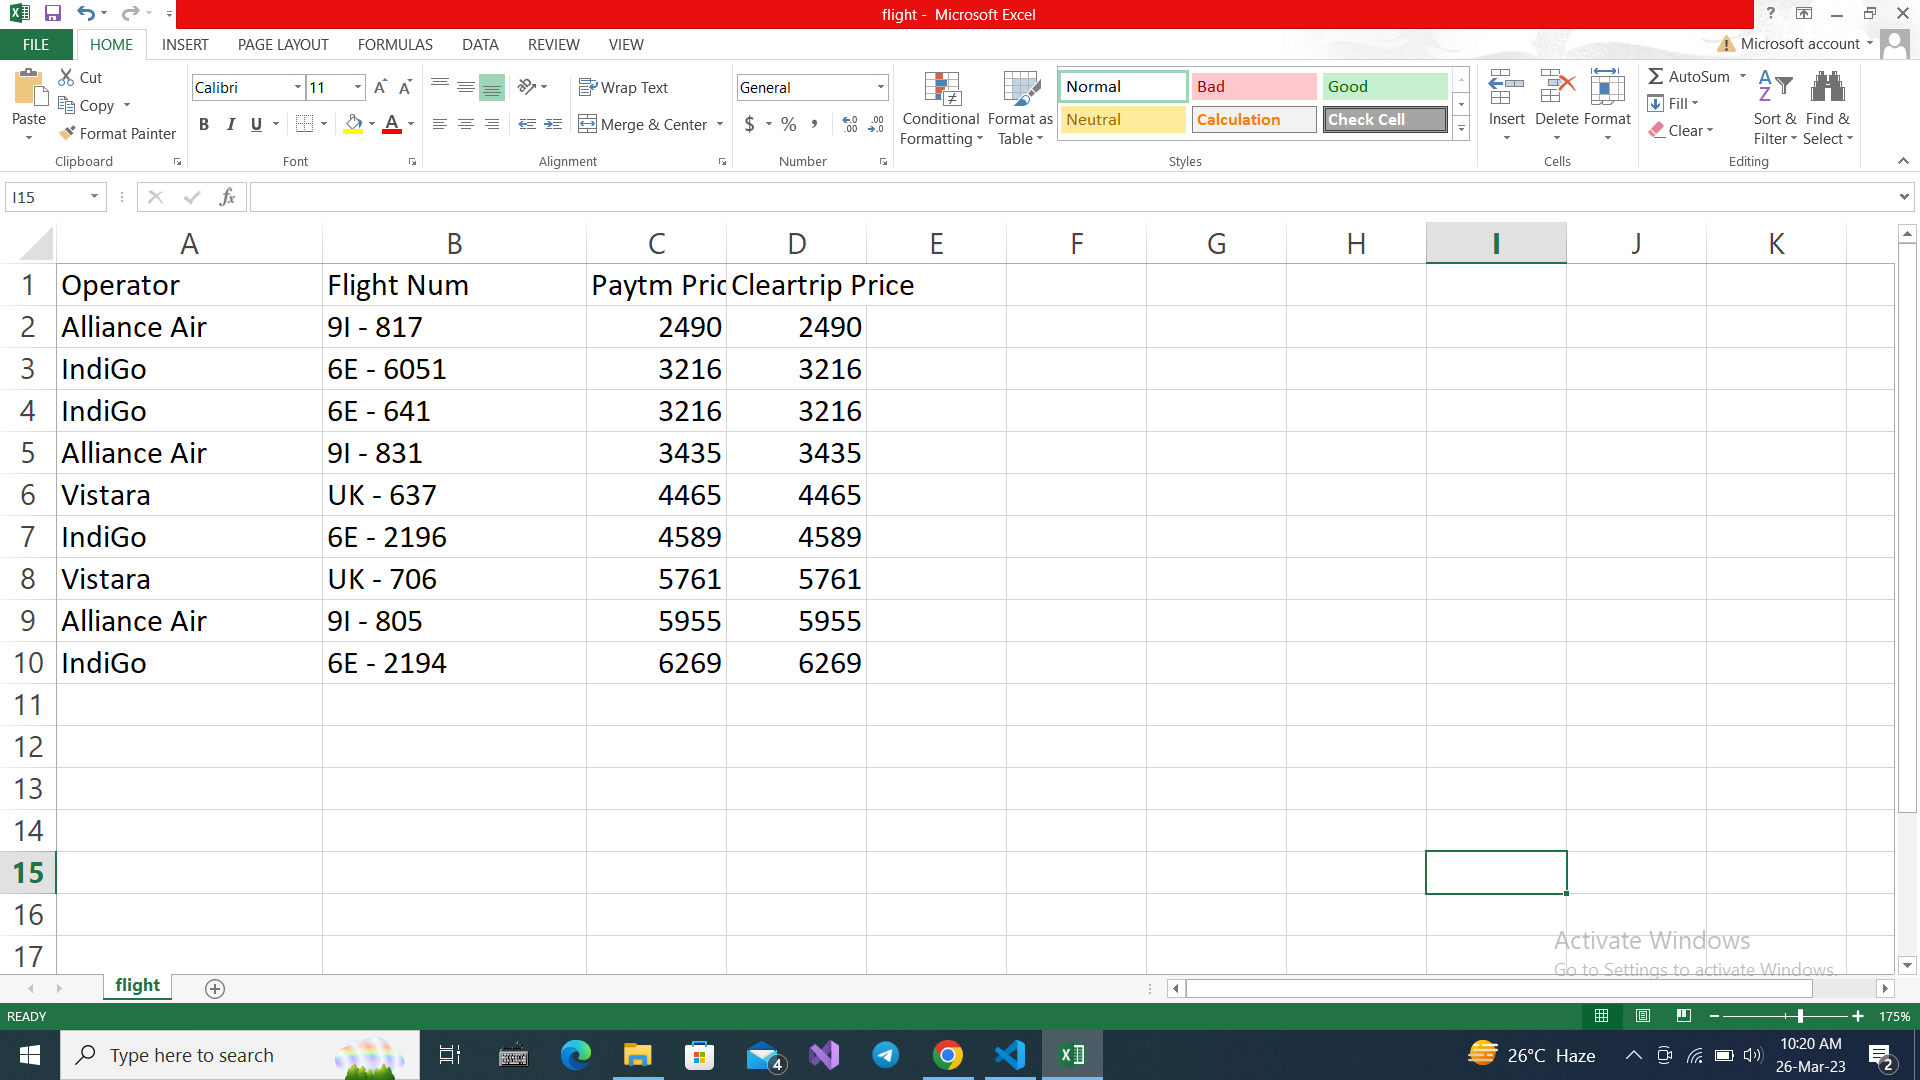 flight - Microsoft Excel
FILE HOME INSERT PAGE LAYOUT FORMULAS DATA REVIEW VIEW Microsoft account
Paste Cut Copy Format Painter Clipboard
Calibri 11 B I U Font
Wrap Text Merge & Center Alignment
General $ % , Number
Conditional Formatting Format as Table
Normal Bad Good
Neutral Calculation Check Cell
Styles
Insert Delete Format Cells
AutoSum Fill Clear Sort & Filter Find & Select Editing
I15 fx
A B C D E F G H I J K
1 Operator Flight Num Paytm Pric Cleartrip Price
2 Alliance Air 9I - 817 2490 2490
3 IndiGo 6E - 6051 3216 3216
4 IndiGo 6E - 641 3216 3216
5 Alliance Air 9I - 831 3435 3435
6 Vistara UK - 637 4465 4465
7 IndiGo 6E - 2196 4589 4589
8 Vistara UK - 706 5761 5761
9 Alliance Air 9I - 805 5955 5955
10 IndiGo 6E - 2194 6269 6269
11
12
13
14
15
16
17
Activate Windows
Go to Settings to activate Windows.
flight
READY 175%
Type here to search 4 26°C Haze 10:20 AM
26-Mar-23 2